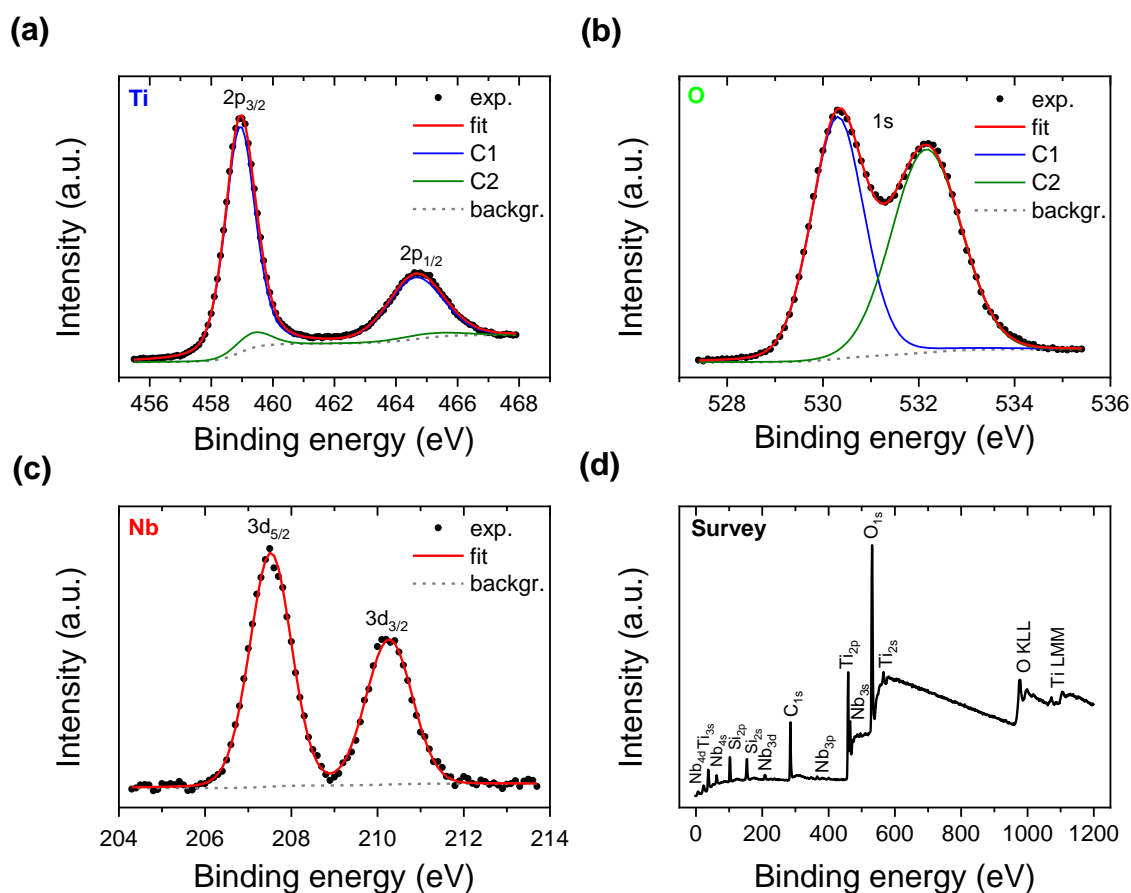 (a)
Ti
2p3/2
2p1/2
exp.
fit
C1
C2
backgr.
Intensity (a.u.)
456 458 460 462 464 466 468
Binding energy (eV)
(b)
O
1s
exp.
fit
C1
C2
backgr.
Intensity (a.u.)
528 530 532 534 536
Binding energy (eV)
(c)
Nb
3d5/2
3d3/2
exp.
fit
backgr.
Intensity (a.u.)
204 206 208 210 212 214
Binding energy (eV)
(d)
Survey
Intensity (a.u.)
Nb4d
Ti3s
Nb4s
Si2p
Si2s
Nb3d
C1s
Nb3p
Ti2p
Nb3s
O1s
Ti2s
O KLL
Ti LMM
0 200 400 600 800 1000 1200
Binding energy (eV)